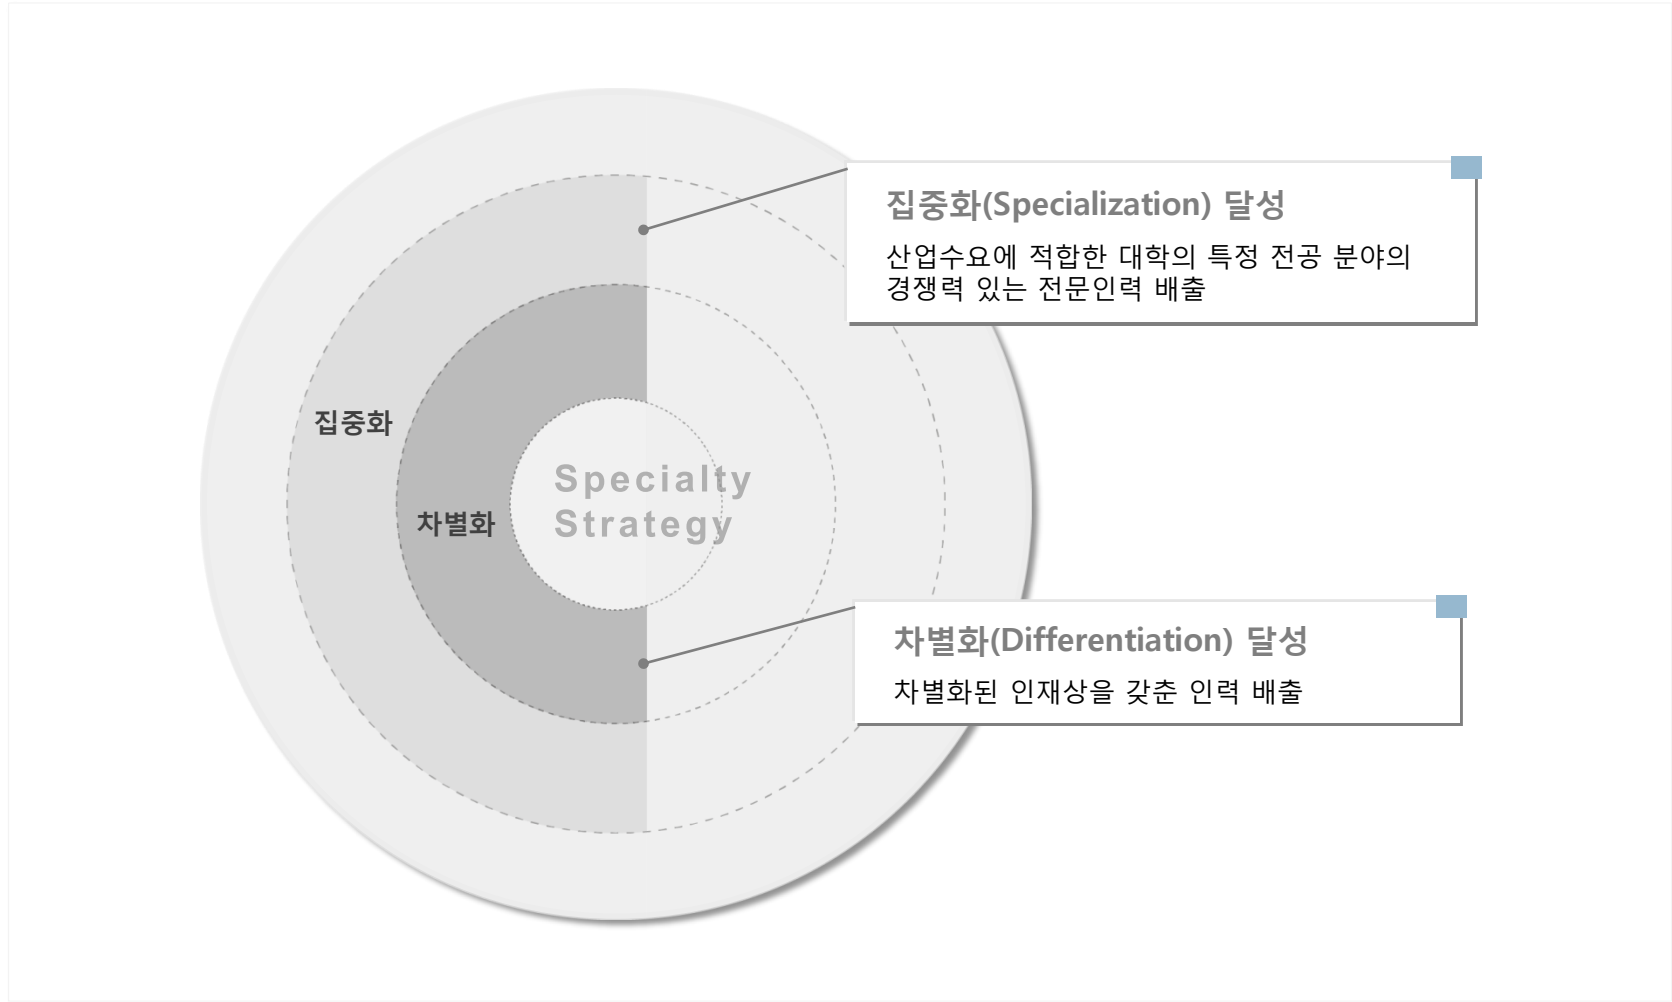 집중화(Specialization) 달성
산업수요에 적합한 대학의 특정 전공 분야의
경쟁력 있는 전문인력 배출
집중화
차별화
Specialty
Strategy
차별화(Differentiation) 달성
차별화된 인재상을 갖춘 인력 배출